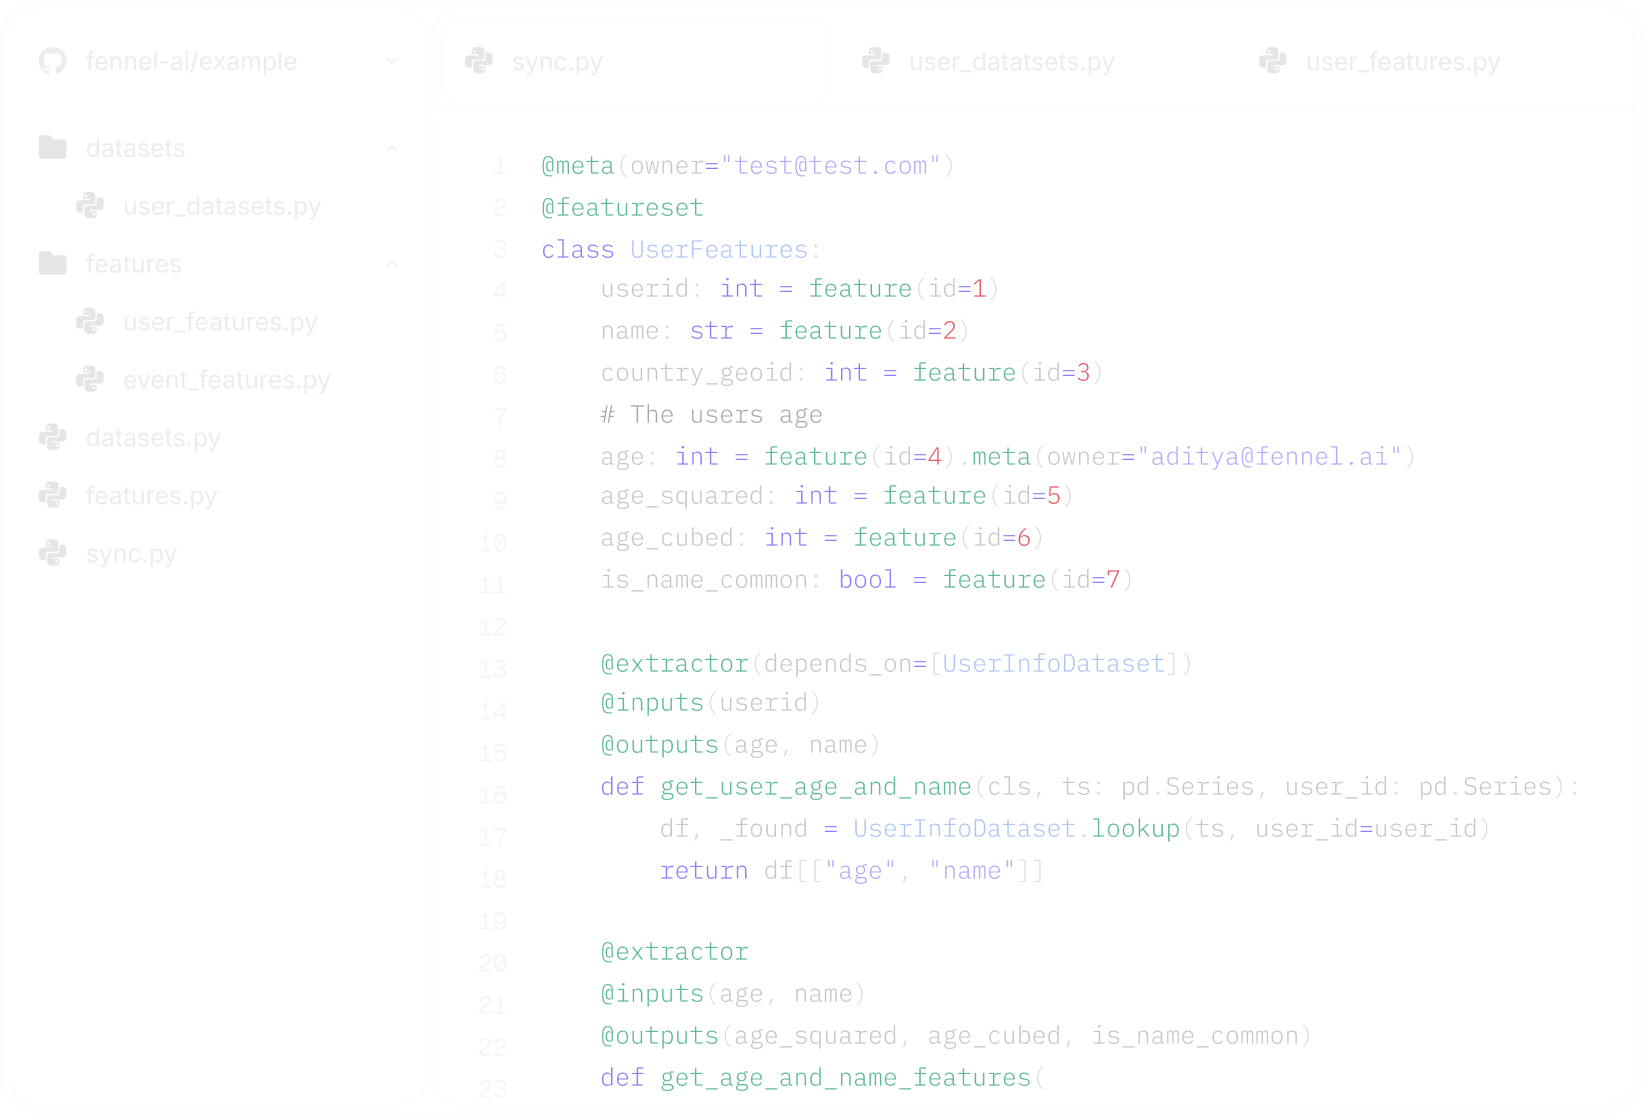 fennel-ai/example
datasets
user_datasets.py
features
user_features.py
event_features.py
datasets.py
features.py
sync.py
sync.py user_datatsets.py user_features.py
1 @meta(owner="test@test.com")
2 @featureset
3 class UserFeatures:
4 userid: int = feature(id=1)
5 name: str = feature(id=2)
6 country_geoid: int = feature(id=3)
7 # The users age
8 age: int = feature(id=4).meta(owner="aditya@fennel.ai")
9 age_squared: int = feature(id=5)
10 age_cubed: int = feature(id=6)
11 is_name_common: bool = feature(id=7)
12
13 @extractor(depends_on=[UserInfoDataset])
14 @inputs(userid)
15 @outputs(age, name)
16 def get_user_age_and_name(cls, ts: pd.Series, user_id: pd.Series):
17 df, _found = UserInfoDataset.lookup(ts, user_id=user_id)
18 return df[["age", "name"]]
19
20 @extractor
21 @inputs(age, name)
22 @outputs(age_squared, age_cubed, is_name_common)
23 def get_age_and_name_features(